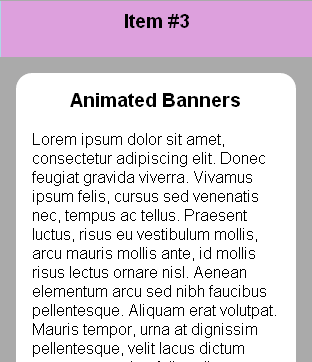 Item #3
Animated Banners
Lorem ipsum dolor sit amet,
consectetur adipiscing elit. Donec
feugiat gravida viverra. Vivamus
ipsum felis, cursus sed venenatis
nec, tempus ac tellus. Praesent
luctus, risus eu vestibulum mollis,
arcu mauris mollis ante, id mollis
risus lectus ornare nisl. Aenean
elementum arcu sed nibh faucibus
pellentesque. Aliquam erat volutpat.
Mauris tempor, urna at dignissim
pellentesque, velit lacus dictum